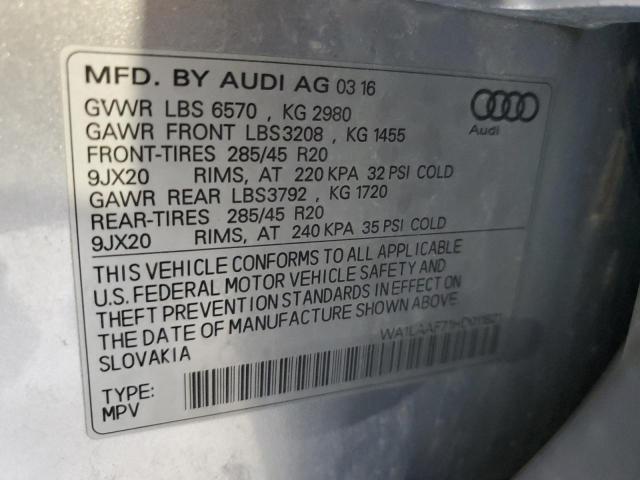 MFD. BY AUDI AG 03 16
GVWR LBS 6570 , KG 2980
GAWR FRONT LBS3208 , KG 1455
FRONT-TIRES 285/45 R20
9JX20 RIMS, AT 220 KPA 32 PSI COLD
GAWR REAR LBS3792 , KG 1720
REAR-TIRES 285/45 R20
9JX20 RIMS, AT 240 KPA 35 PSI COLD
Audi
THIS VEHICLE CONFORMS TO ALL APPLICABLE
U.S. FEDERAL MOTOR VEHICLE SAFETY AND
THEFT PREVENTION STANDARDS IN EFFECT ON
THE DATE OF MANUFACTURE SHOWN ABOVE.
SLOVAKIA
TYPE:
MPV